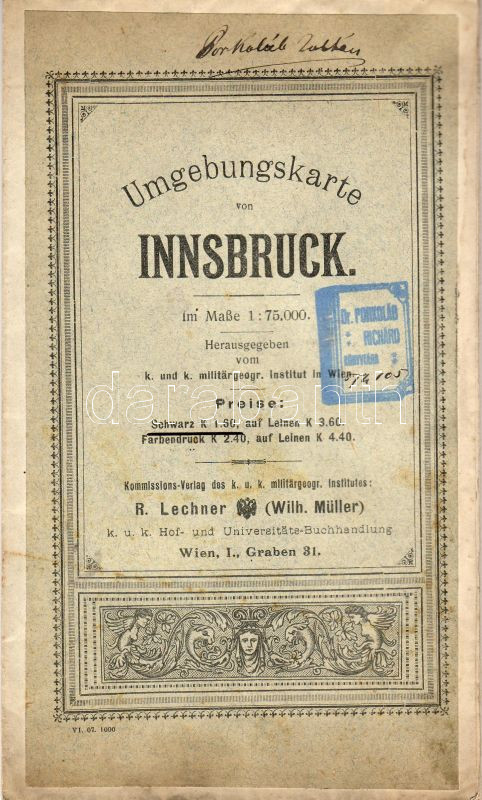 Porkoláb Zoltán
Umgebungskarte
von
INNSBRUCK.
im Maße 1:75.000.
Herausgegeben
vom
k. und k. militärgeogr. Institut in Wien.
Preise:
Schwarz K 1.90, auf Leinen K 3.60.
Farbendruck K 2.40, auf Leinen K 4.40.
Kommissions-Verlag des k. u. k. militärgeogr. Institutes:
R. Lechner (Wilh. Müller)
k. u. k. Hof- und Universitäts-Buchhandlung
Wien, I., Graben 31.
Dr. PORKOLÁB
RICHÁRD
KÖNYVTÁRA
darabanth
VI. 07. 1000